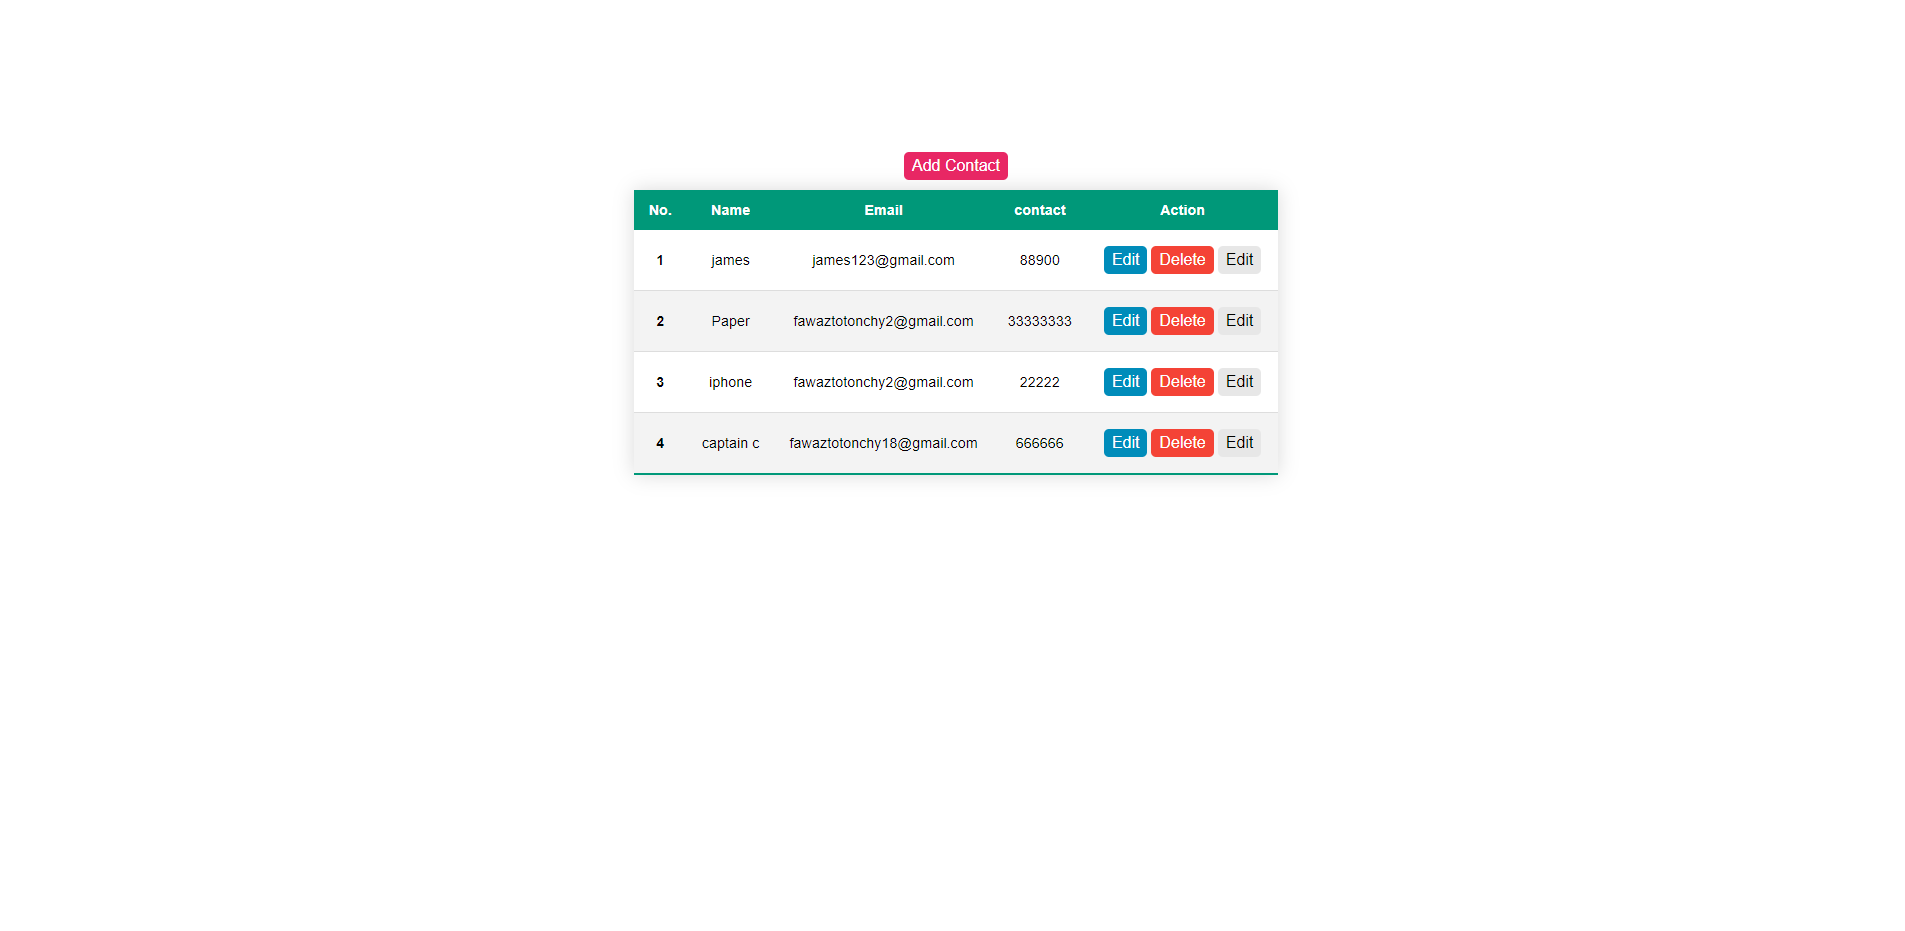 Add Contact
No. Name Email contact Action
1 james james123@gmail.com 88900 Edit Delete Edit
2 Paper fawaztotonchy2@gmail.com 33333333 Edit Delete Edit
3 iphone fawaztotonchy2@gmail.com 22222 Edit Delete Edit
4 captain c fawaztotonchy18@gmail.com 666666 Edit Delete Edit